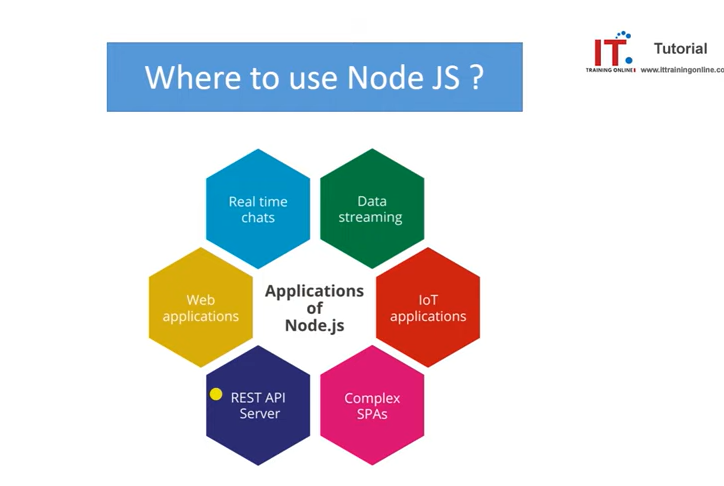 Where to use Node JS ?
IT.
TRAINING ONLINE
Tutorial
www.ittrainingonline.co
Real time
chats
Data
streaming
Web
applications
Applications
of
Node.js
IoT
applications
REST API
Server
Complex
SPAs